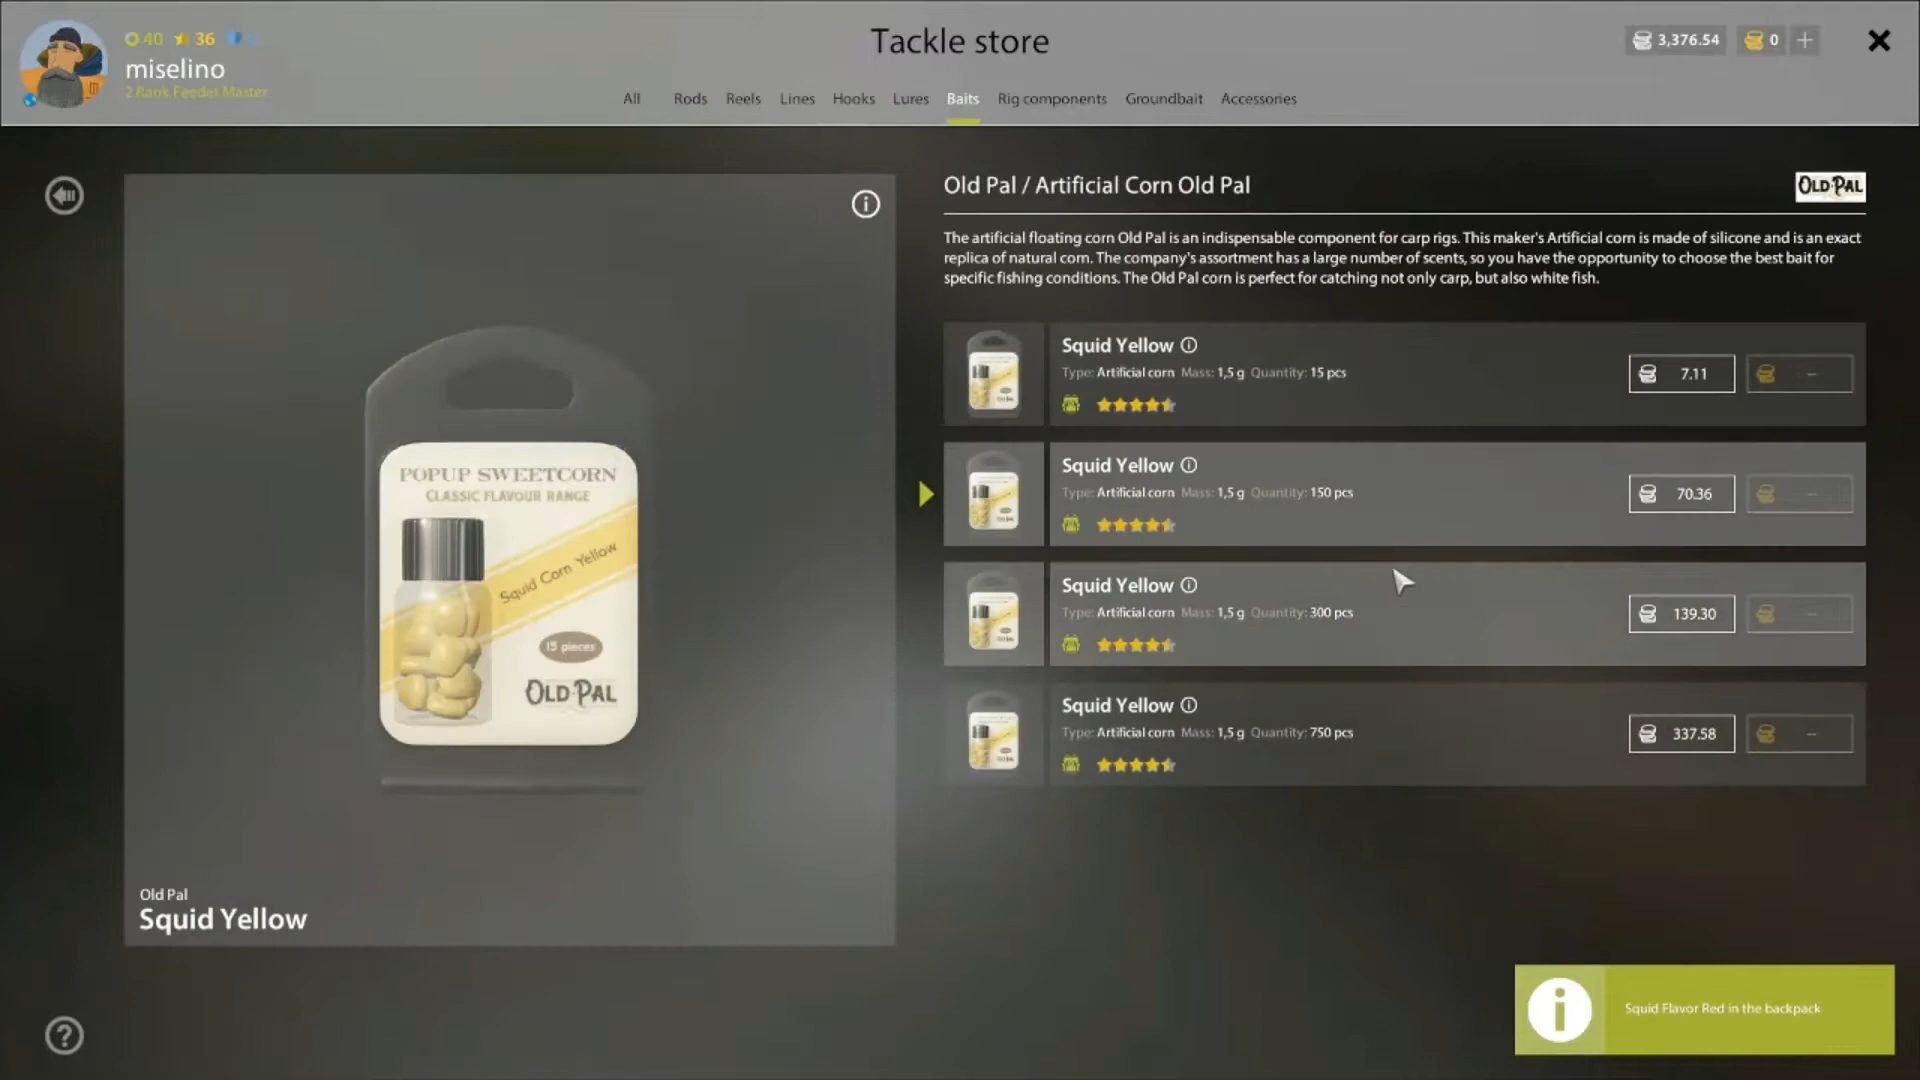 40 36
miselino
2 Rank Feeder Master
Tackle store
3,376.54 0
All Rods Reels Lines Hooks Lures Baits Rig components Groundbait Accessories
POPUP SWEETCORN
CLASSIC FLAVOUR RANGE
Squid Corn Yellow
15 pieces
OLD PAL
Old Pal
Squid Yellow
Old Pal / Artificial Corn Old Pal
OLD PAL
The artificial floating corn Old Pal is an indispensable component for carp rigs. This maker's Artificial corn is made of silicone and is an exact
replica of natural corn. The company's assortment has a large number of scents, so you have the opportunity to choose the best bait for
specific fishing conditions. The Old Pal corn is perfect for catching not only carp, but also white fish.
Squid Yellow
Type: Artificial corn Mass: 1,5 g Quantity: 15 pcs
7.11 --
Squid Yellow
Type: Artificial corn Mass: 1,5 g Quantity: 150 pcs
70.36 --
Squid Yellow
Type: Artificial corn Mass: 1,5 g Quantity: 300 pcs
139.30 --
Squid Yellow
Type: Artificial corn Mass: 1,5 g Quantity: 750 pcs
337.58 --
Squid Flavor Red in the backpack